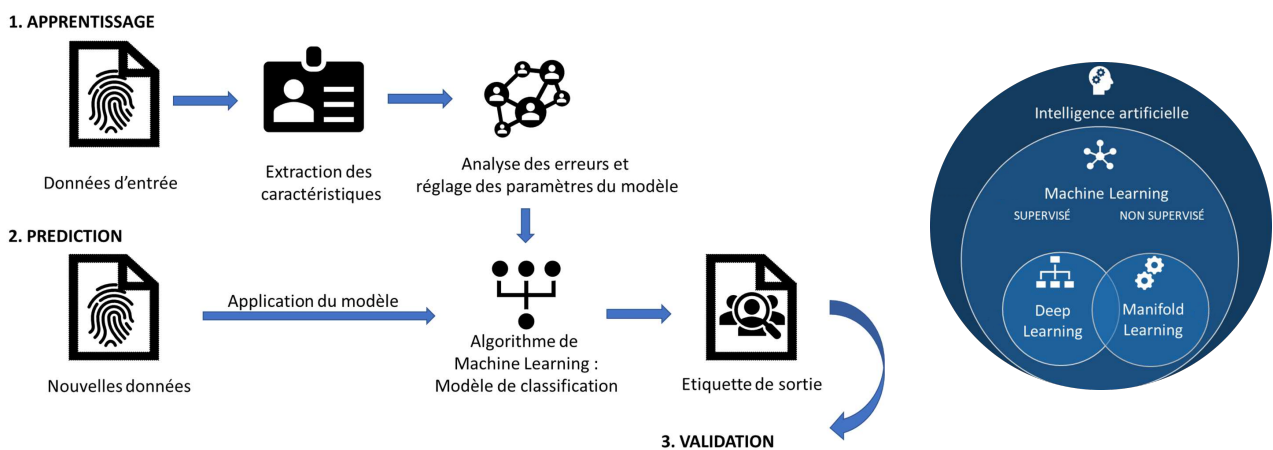 1. APPRENTISSAGE
Données d'entrée
Extraction des
caractéristiques
Analyse des erreurs et
réglage des paramètres du modèle
2. PREDICTION
Nouvelles données
Application du modèle
Algorithme de
Machine Learning :
Modèle de classification
Etiquette de sortie
3. VALIDATION
Intelligence artificielle
Machine Learning
SUPERVISÉ
NON SUPERVISÉ
Deep
Learning
Manifold
Learning